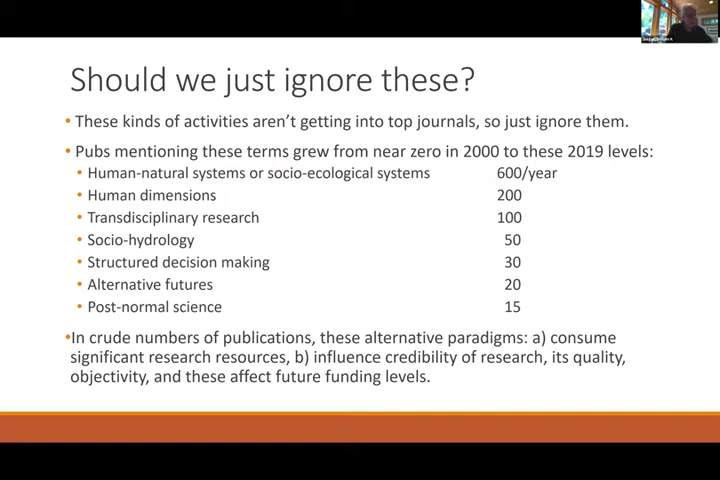 Should we just ignore these?
• These kinds of activities aren't getting into top journals, so just ignore them.
• Pubs mentioning these terms grew from near zero in 2000 to these 2019 levels:
• Human-natural systems or socio-ecological systems 600/year
• Human dimensions 200
• Transdisciplinary research 100
• Socio-hydrology 50
• Structured decision making 30
• Alternative futures 20
• Post-normal science 15
•In crude numbers of publications, these alternative paradigms: a) consume
significant research resources, b) influence credibility of research, its quality,
objectivity, and these affect future funding levels.